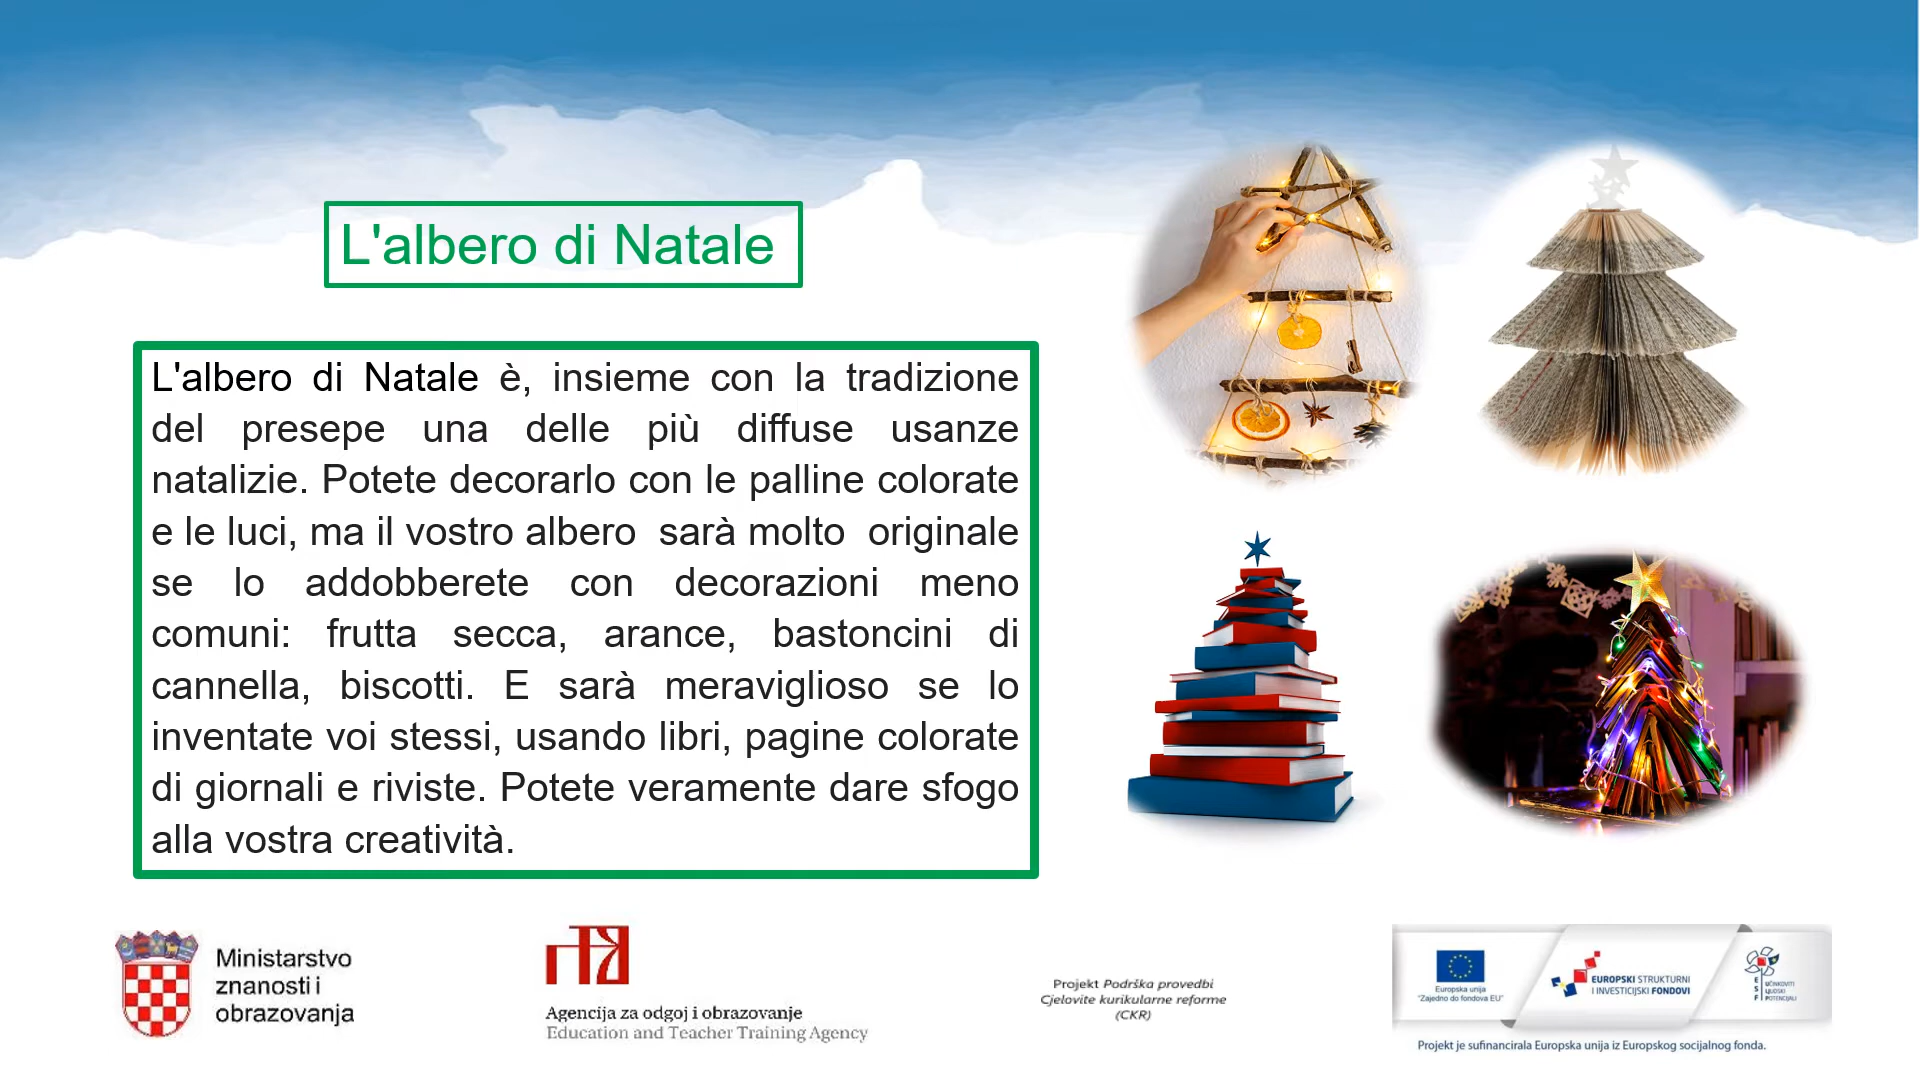 L'albero di Natale
L'albero di Natale è, insieme con la tradizione
del presepe una delle più diffuse usanze
natalizie. Potete decorarlo con le palline colorate
e le luci, ma il vostro albero sarà molto originale
se lo addobberete con decorazioni meno
comuni: frutta secca, arance, bastoncini di
cannella, biscotti. E sarà meraviglioso se lo
inventate voi stessi, usando libri, pagine colorate
di giornali e riviste. Potete veramente dare sfogo
alla vostra creatività.
Ministarstvo
znanosti i
obrazovanja
Agencija za odgoj i obrazovanje
Education and Teacher Training Agency
Projekt Podrška provedbi
Cjelovite kurikularne reforme
(CKR)
Europska unija
"Zajedno do fondova EU"
EUROPSKI STRUKTURNI
I INVESTICIJSKI FONDOVI
ESF
UČINKOVITI
LJUDSKI
POTENCIJALI
Projekt je sufinancirala Europska unija iz Europskog socijalnog fonda.